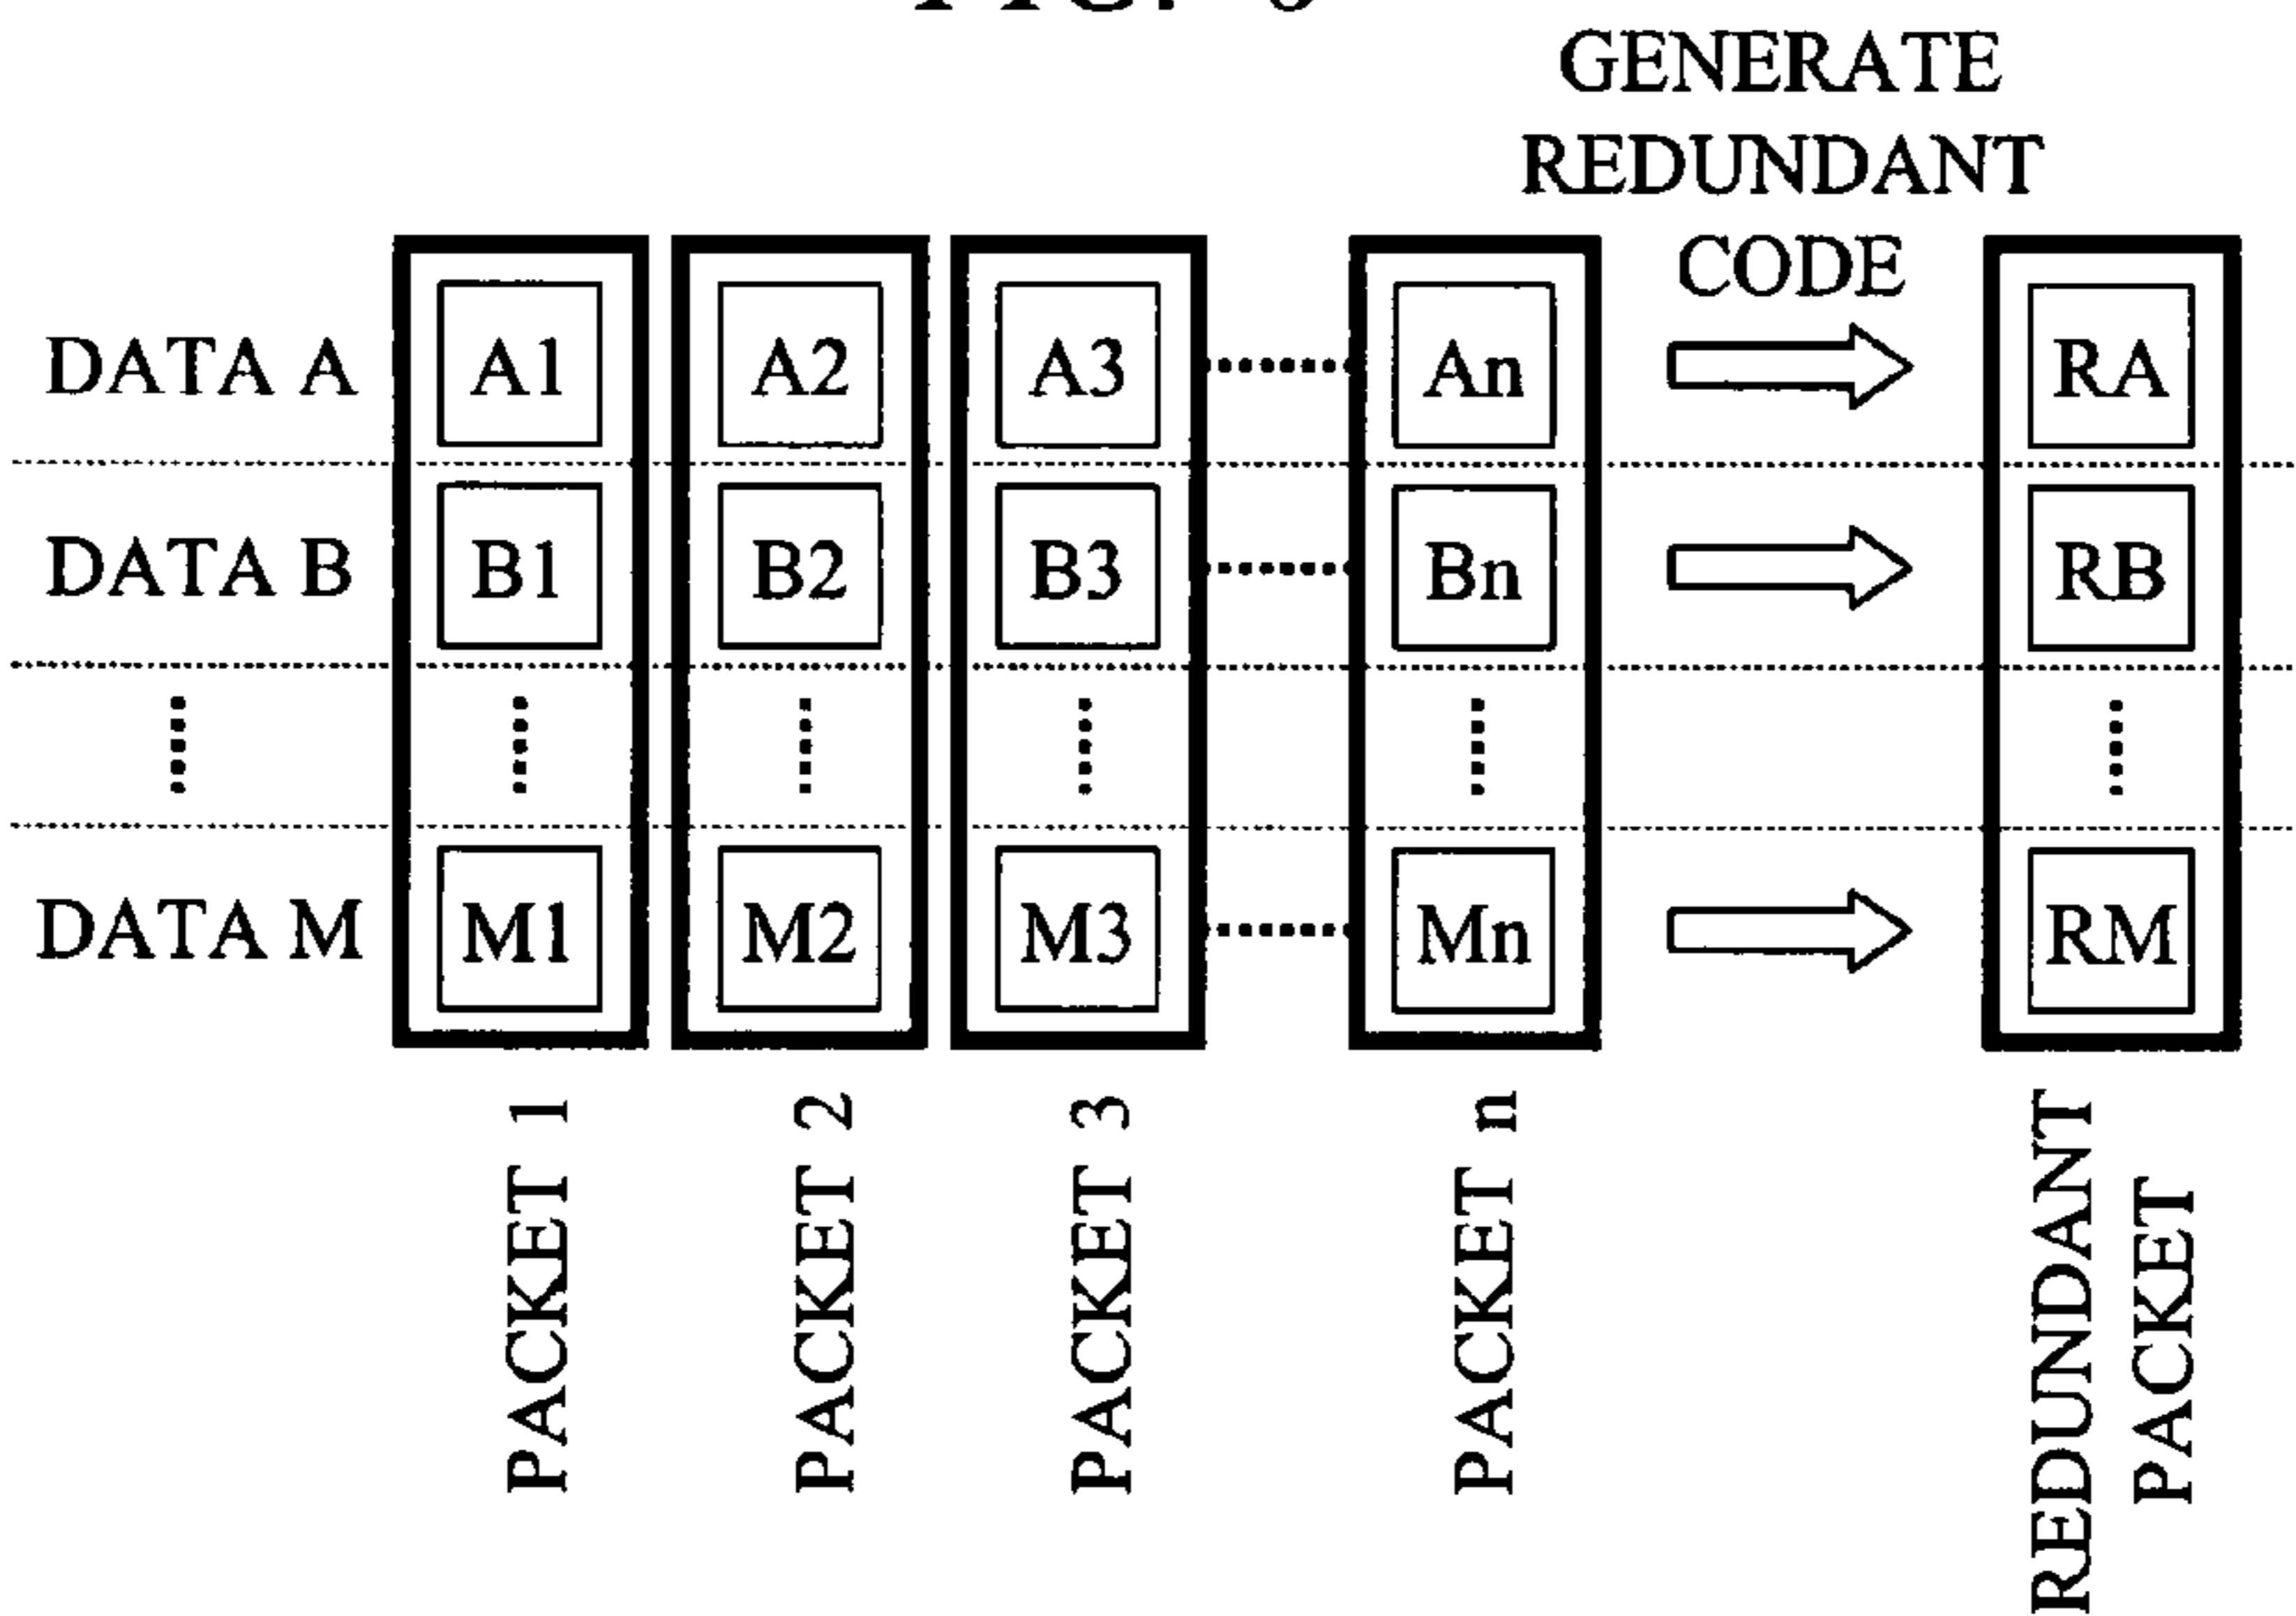 GENERATE
REDUNDANT
CODE
DATA A A1 A2 A3 An RA
DATA B B1 B2 B3 Bn RB
DATA M M1 M2 M3 Mn RM
PACKET 1
PACKET 2
PACKET 3
PACKET n
REDUNDANT
PACKET